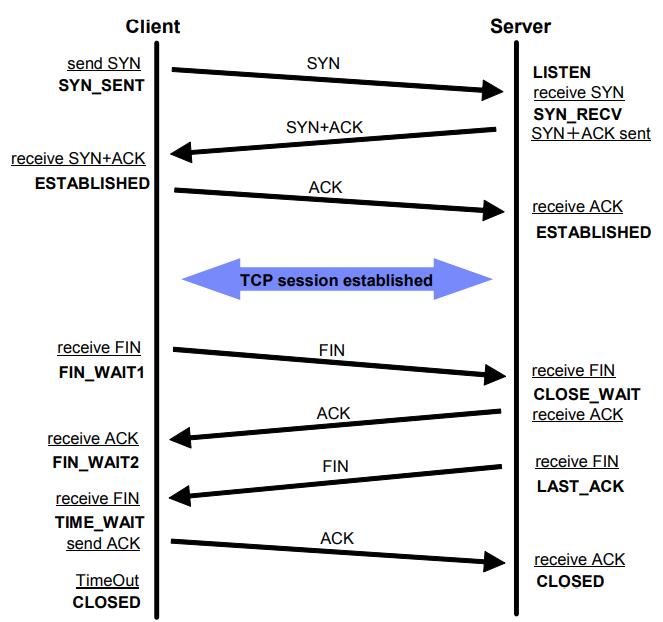 Client
Server
send SYN
SYN_SENT
SYN
LISTEN
receive SYN
SYN_RECV
SYN+ACK sent
SYN+ACK
receive SYN+ACK
ESTABLISHED
ACK
receive ACK
ESTABLISHED
TCP session established
receive FIN
FIN_WAIT1
FIN
receive FIN
CLOSE_WAIT
receive ACK
ACK
receive ACK
FIN_WAIT2
FIN
receive FIN
LAST_ACK
receive FIN
TIME_WAIT
send ACK
ACK
receive ACK
CLOSED
TimeOut
CLOSED